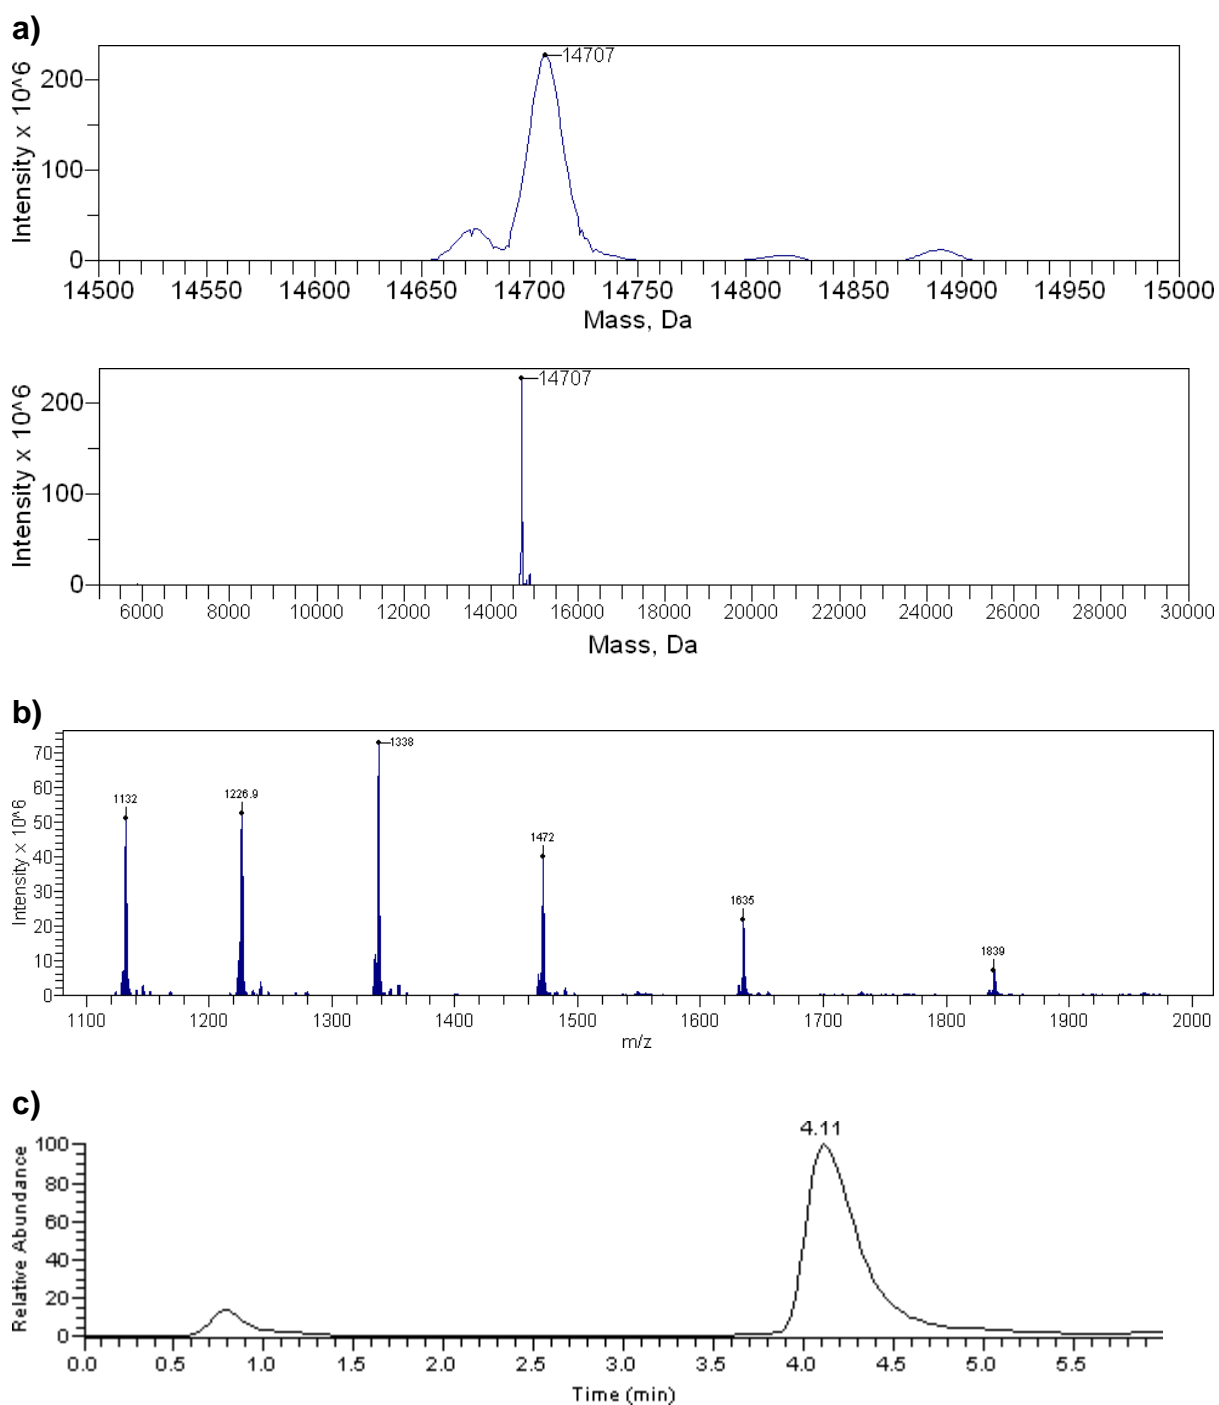 a)
Intensity x 10^6
200
100
0
14707
14500 14550 14600 14650 14700 14750 14800 14850 14900 14950 15000
Mass, Da
Intensity x 10^6
200
100
0
14707
6000 8000 10000 12000 14000 16000 18000 20000 22000 24000 26000 28000 30000
Mass, Da
b)
Intensity x 10^6
70
60
50
40
30
20
10
0
1132
1226.9
1338
1472
1635
1839
1100 1200 1300 1400 1500 1600 1700 1800 1900 2000
m/z
c)
Relative Abundance
100
80
60
40
20
0
4.11
0.0 0.5 1.0 1.5 2.0 2.5 3.0 3.5 4.0 4.5 5.0 5.5
Time (min)